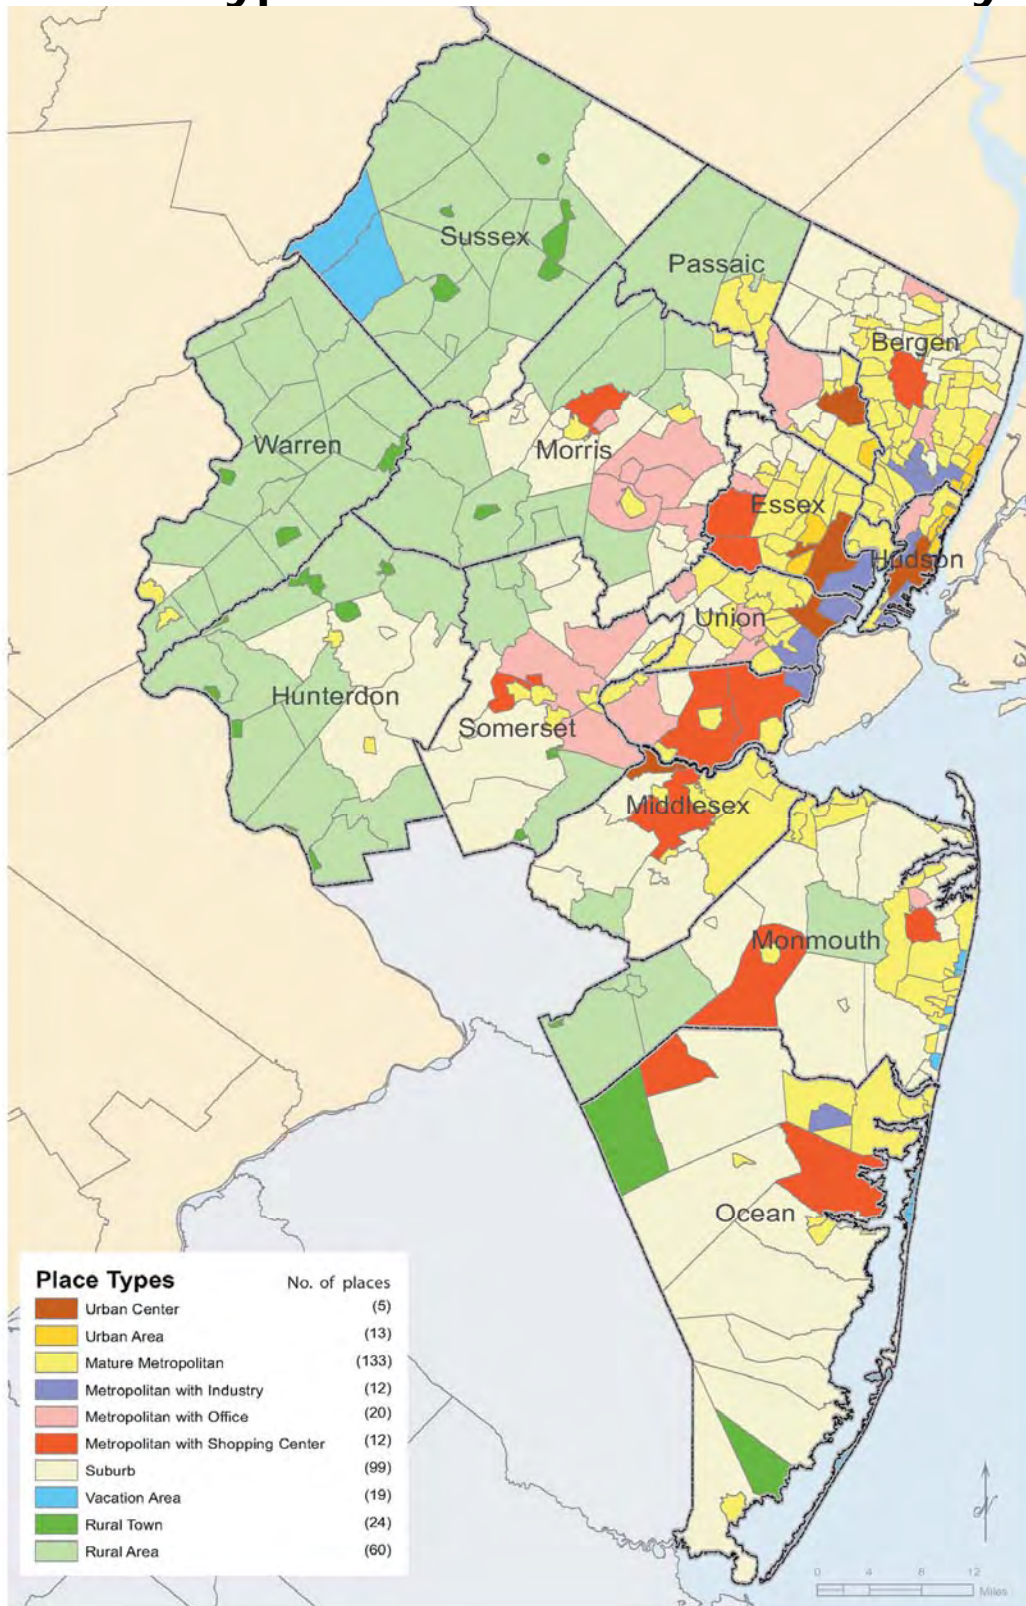 Sussex
Passaic
Bergen
Warren
Morris
Essex
Hudson
Union
Hunterdon
Somerset
Middlesex
Monmouth
Ocean
Place Types No. of places
Urban Center (5)
Urban Area (13)
Mature Metropolitan (133)
Metropolitan with Industry (12)
Metropolitan with Office (20)
Metropolitan with Shopping Center (12)
Suburb (99)
Vacation Area (19)
Rural Town (24)
Rural Area (60)
N
0 4 8 12
Miles